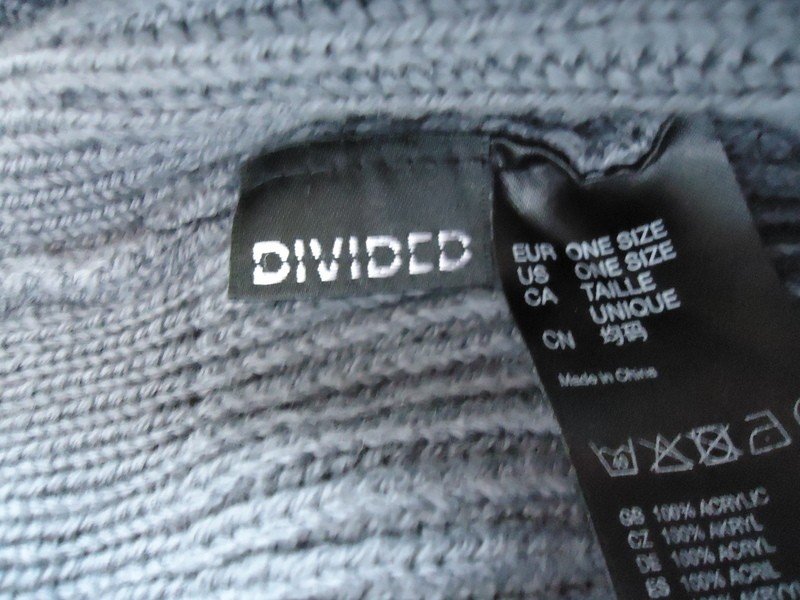 DIVIDED
EUR ONE SIZE
US ONE SIZE
CA TAILLE
UNIQUE
CN 均码
Made in China
GB 100% ACRYLIC
CZ 100% AKRYL
DE 100% ACRYL
ES 100% ACRIL